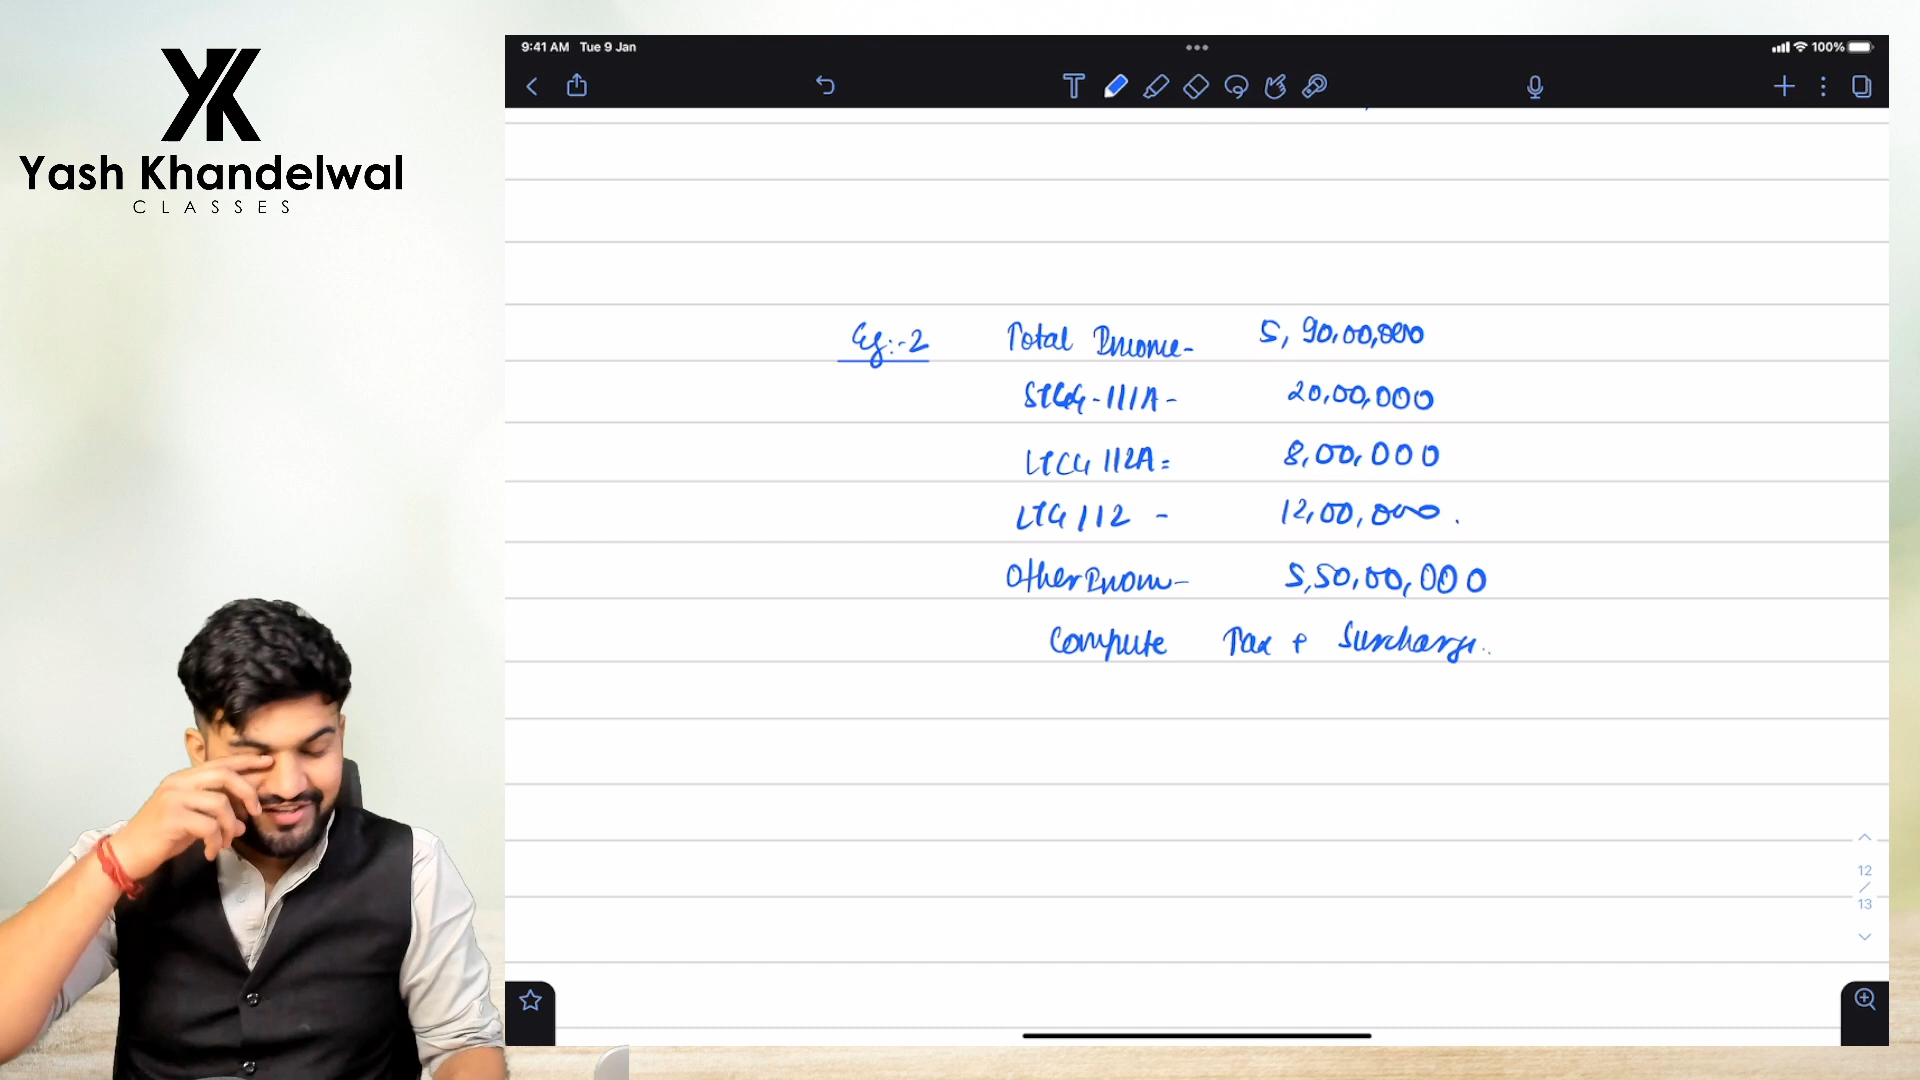 YK
Yash Khandelwal
CLASSES
9:41 AM Tue 9 Jan
100%
Eg:-2 Total Income- 5,90,00,000
STCG-111A- 20,00,000
LTCG 112A= 8,00,000
LTCG 112 - 12,00,000.
Other Income- 5,50,00,000
Compute Tax + Surcharge..
12
/
13